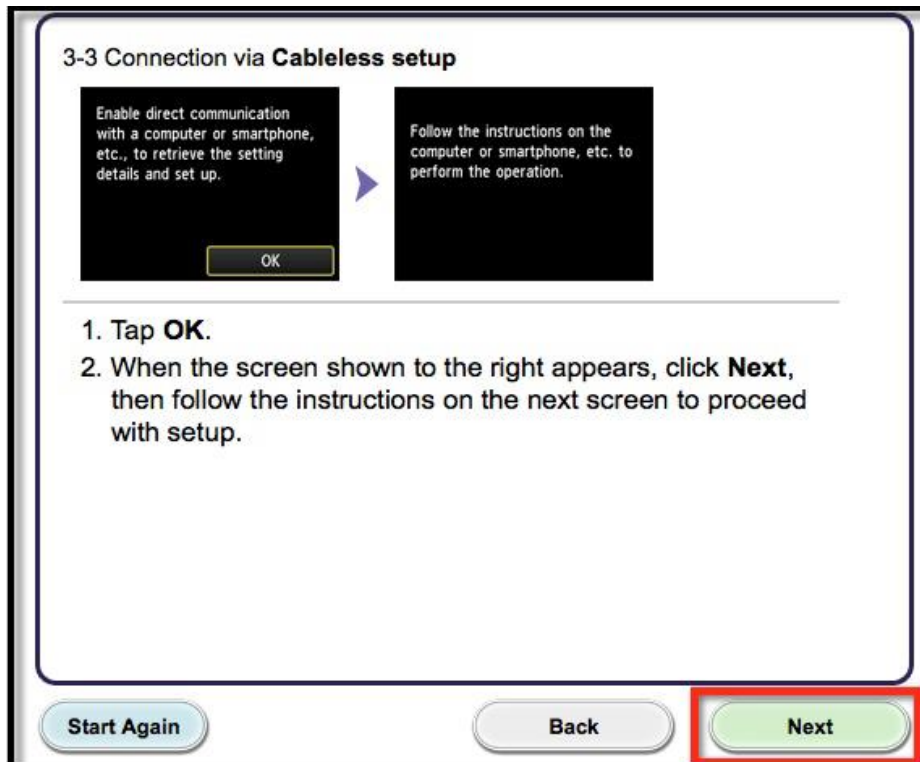 3-3 Connection via Cableless setup
Enable direct communication
with a computer or smartphone,
etc., to retrieve the setting
details and set up.
OK
Follow the instructions on the
computer or smartphone, etc. to
perform the operation.
1. Tap OK.
2. When the screen shown to the right appears, click Next,
then follow the instructions on the next screen to proceed
with setup.
Start Again
Back
Next